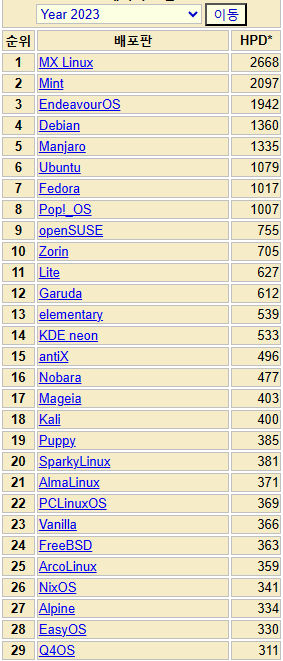 Year 2023 이동
순위 배포판 HPD*
1 MX Linux 2668
2 Mint 2097
3 EndeavourOS 1942
4 Debian 1360
5 Manjaro 1335
6 Ubuntu 1079
7 Fedora 1017
8 Pop!_OS 1007
9 openSUSE 755
10 Zorin 705
11 Lite 627
12 Garuda 612
13 elementary 539
14 KDE neon 533
15 antiX 496
16 Nobara 477
17 Mageia 403
18 Kali 400
19 Puppy 385
20 SparkyLinux 381
21 AlmaLinux 371
22 PCLinuxOS 369
23 Vanilla 366
24 FreeBSD 363
25 ArcoLinux 359
26 NixOS 341
27 Alpine 334
28 EasyOS 330
29 Q4OS 311